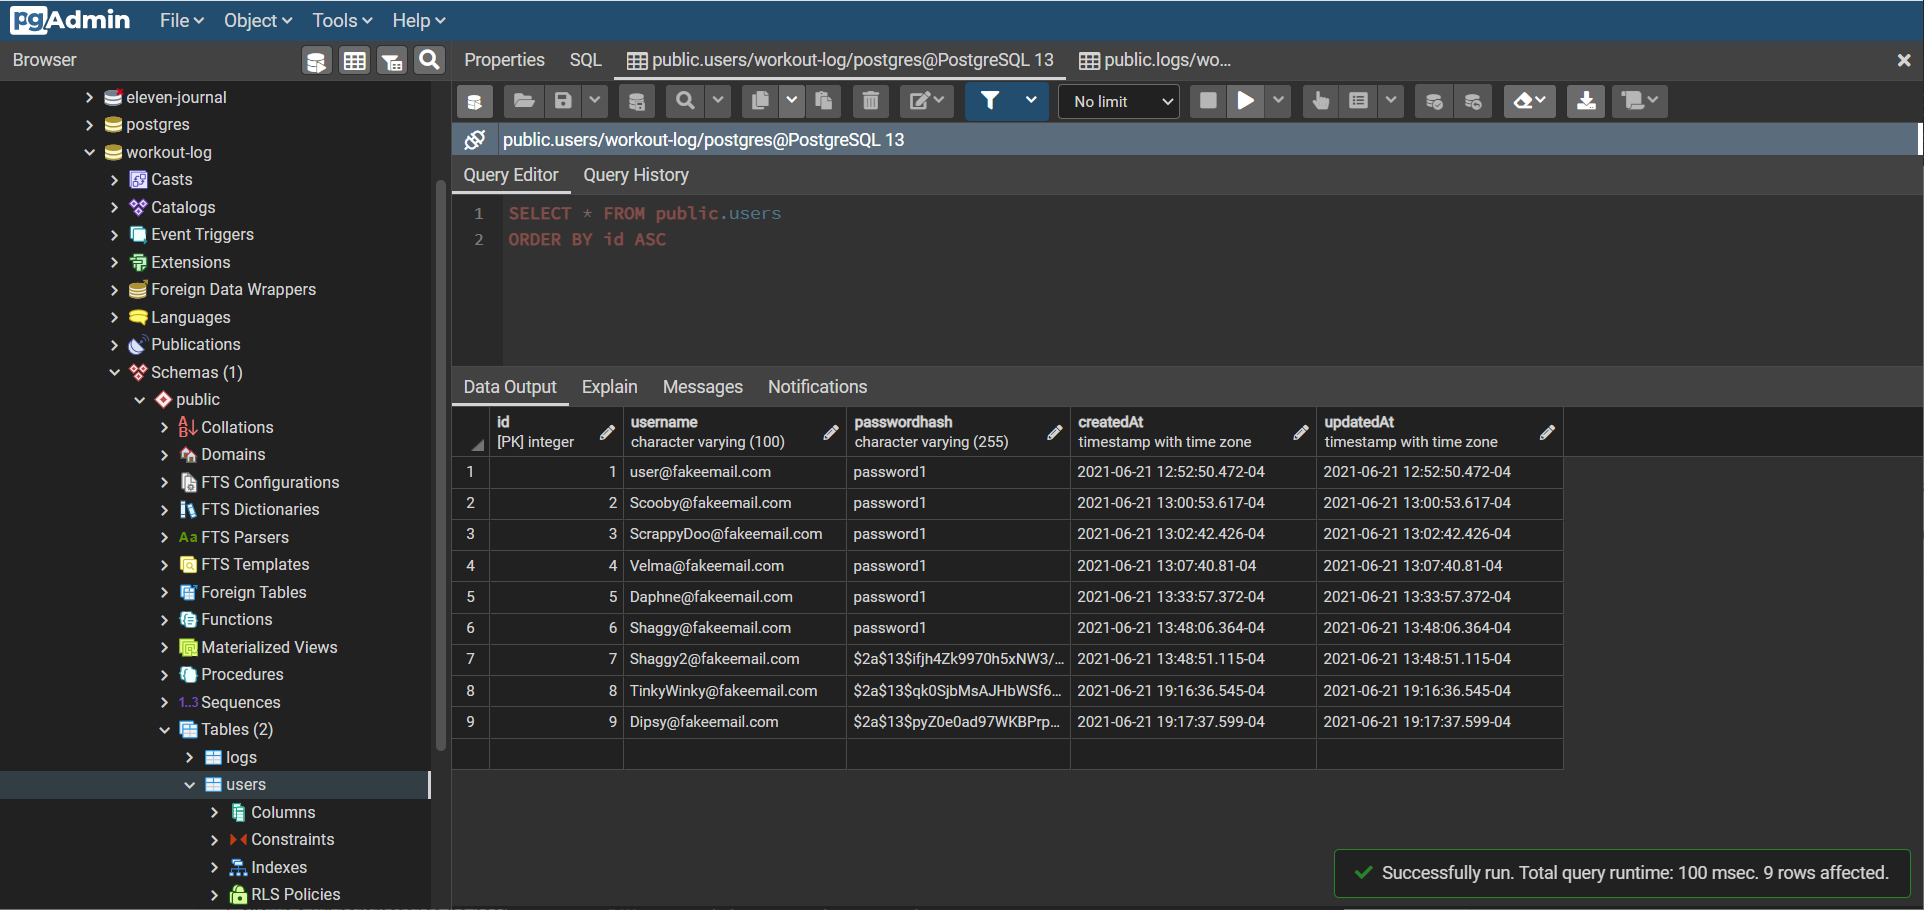 pgAdmin File Object Tools Help
Browser
Properties SQL public.users/workout-log/postgres@PostgreSQL 13 public.logs/wo...
No limit
public.users/workout-log/postgres@PostgreSQL 13
Query Editor Query History
1 SELECT * FROM public.users
2 ORDER BY id ASC
eleven-journal
postgres
workout-log
Casts
Catalogs
Event Triggers
Extensions
Foreign Data Wrappers
Languages
Publications
Schemas (1)
public
Collations
Domains
FTS Configurations
FTS Dictionaries
Aa FTS Parsers
FTS Templates
Foreign Tables
Functions
Materialized Views
Procedures
1..3 Sequences
Tables (2)
logs
users
Columns
Constraints
Indexes
RLS Policies
Data Output Explain Messages Notifications
id username passwordhash createdAt updatedAt
[PK] integer character varying (100) character varying (255) timestamp with time zone timestamp with time zone
1 1 user@fakeemail.com password1 2021-06-21 12:52:50.472-04 2021-06-21 12:52:50.472-04
2 2 Scooby@fakeemail.com password1 2021-06-21 13:00:53.617-04 2021-06-21 13:00:53.617-04
3 3 ScrappyDoo@fakeemail.com password1 2021-06-21 13:02:42.426-04 2021-06-21 13:02:42.426-04
4 4 Velma@fakeemail.com password1 2021-06-21 13:07:40.81-04 2021-06-21 13:07:40.81-04
5 5 Daphne@fakeemail.com password1 2021-06-21 13:33:57.372-04 2021-06-21 13:33:57.372-04
6 6 Shaggy@fakeemail.com password1 2021-06-21 13:48:06.364-04 2021-06-21 13:48:06.364-04
7 7 Shaggy2@fakeemail.com $2a$13$ifjh4Zk9970h5xNW3/... 2021-06-21 13:48:51.115-04 2021-06-21 13:48:51.115-04
8 8 TinkyWinky@fakeemail.com $2a$13$qk0SjbMsAJHbWSf6... 2021-06-21 19:16:36.545-04 2021-06-21 19:16:36.545-04
9 9 Dipsy@fakeemail.com $2a$13$pyZ0e0ad97WKBPrp... 2021-06-21 19:17:37.599-04 2021-06-21 19:17:37.599-04
Successfully run. Total query runtime: 100 msec. 9 rows affected.